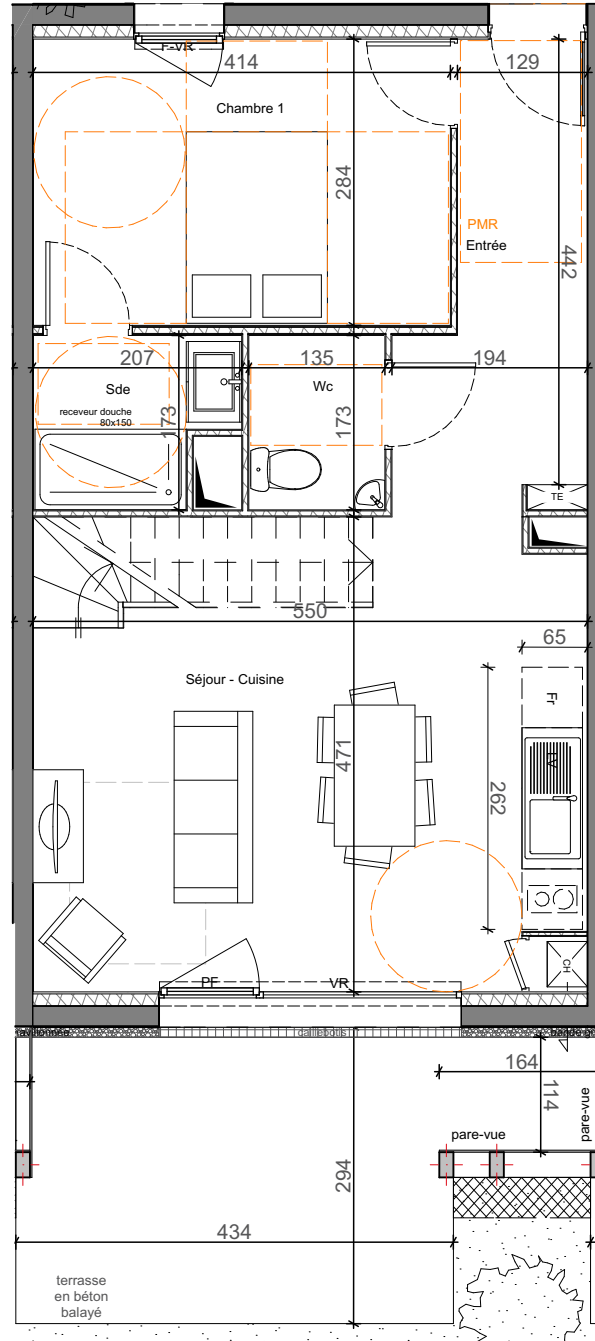 F-VR
414
129
Chambre 1
284
PMR
Entrée
442
207
135
194
Sde
Wc
receveur douche
80x150
173
173
TE
550
65
Séjour - Cuisine
Fr
471
LV
262
CH
PF
VR
caillebotis
164
114
pare-vue
pare-vue
294
434
terrasse
en béton
balayé